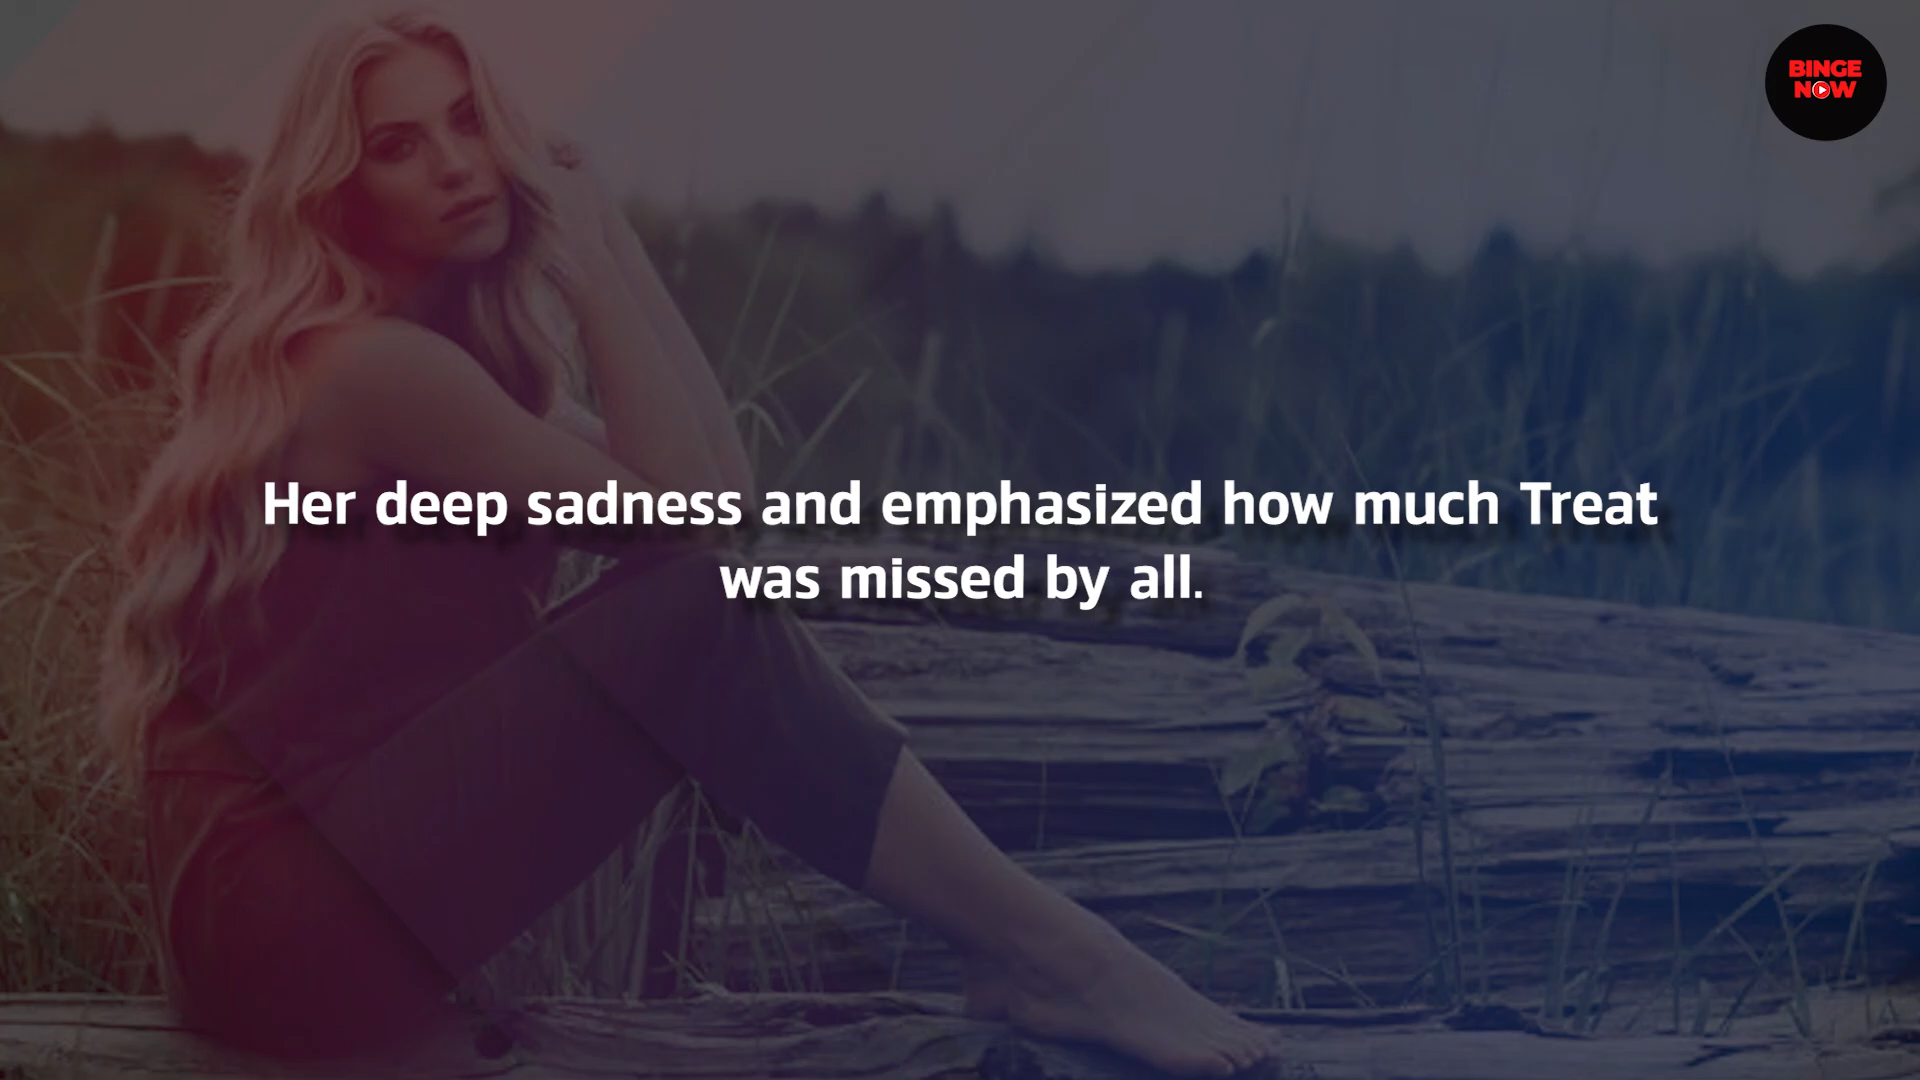 BINGE
NOW
Her deep sadness and emphasized how much Treat
was missed by all.